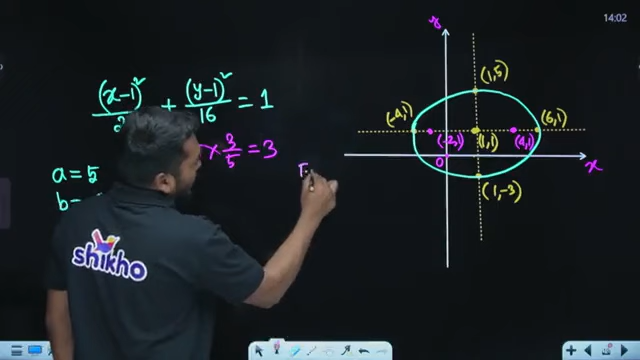 14:02
y
(x-1)² + (y-1)² = 1
16
(1,5)
(-4,1)
(6,1)
(-2,1)
(1,1)
(4,1)
× 3/5 = 3
a = 5
b =
0
x
(1,-3)
shikho